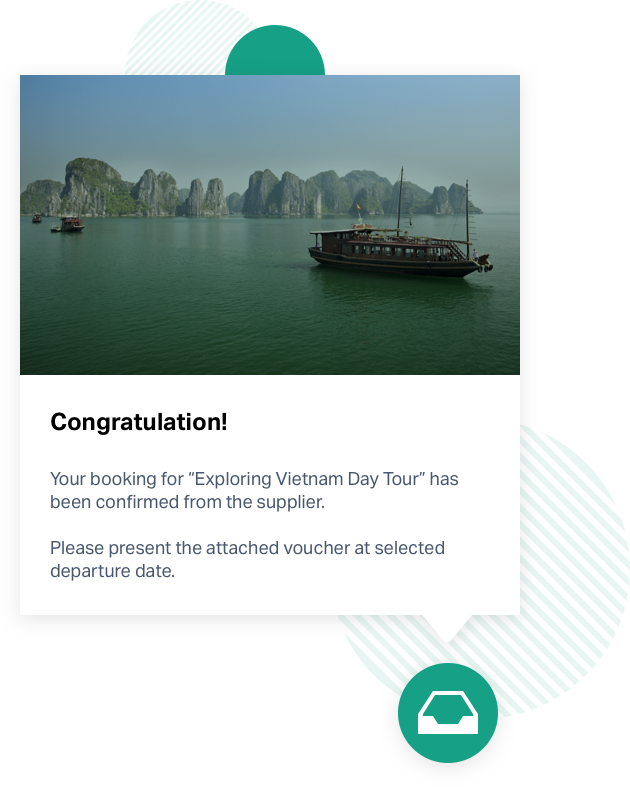 Congratulation!
Your booking for “Exploring Vietnam Day Tour” has
been confirmed from the supplier.
Please present the attached voucher at selected
departure date.